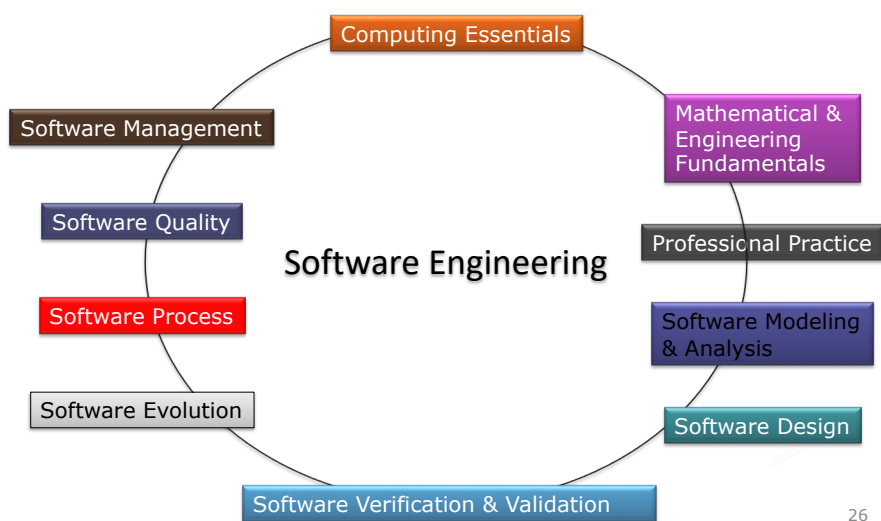 Computing Essentials
Mathematical &
Engineering
Fundamentals
Software Management
Software Quality
Professional Practice
Software Engineering
Software Process
Software Modeling
& Analysis
Software Evolution
Software Design
Software Verification & Validation
26